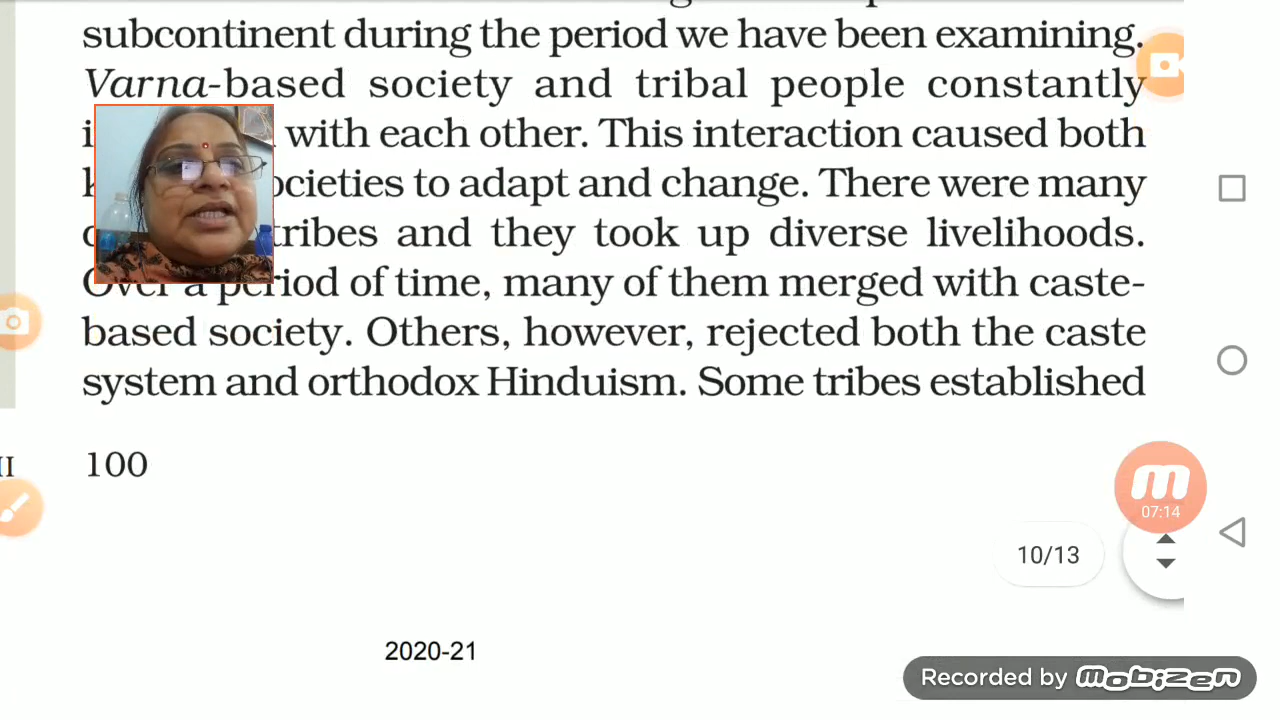 subcontinent during the period we have been examining.
Varna-based society and tribal people constantly
with each other. This interaction caused both
ocieties to adapt and change. There were many
tribes and they took up diverse livelihoods.
Over a period of time, many of them merged with caste-
based society. Others, however, rejected both the caste
system and orthodox Hinduism. Some tribes established
II 100
07:14
10/13
2020-21
Recorded by mobizen